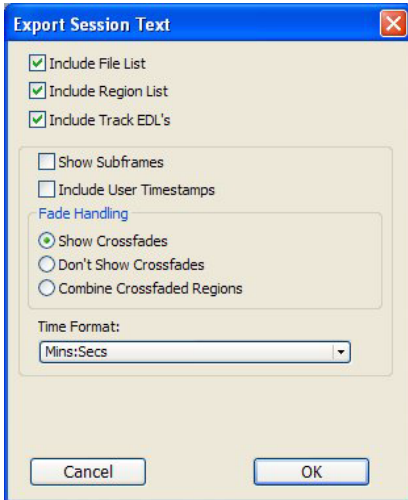 Export Session Text
Include File List
Include Region List
Include Track EDL's
Show Subframes
Include User Timestamps
Fade Handling
Show Crossfades
Don't Show Crossfades
Combine Crossfaded Regions
Time Format:
Mins:Secs
Cancel
OK